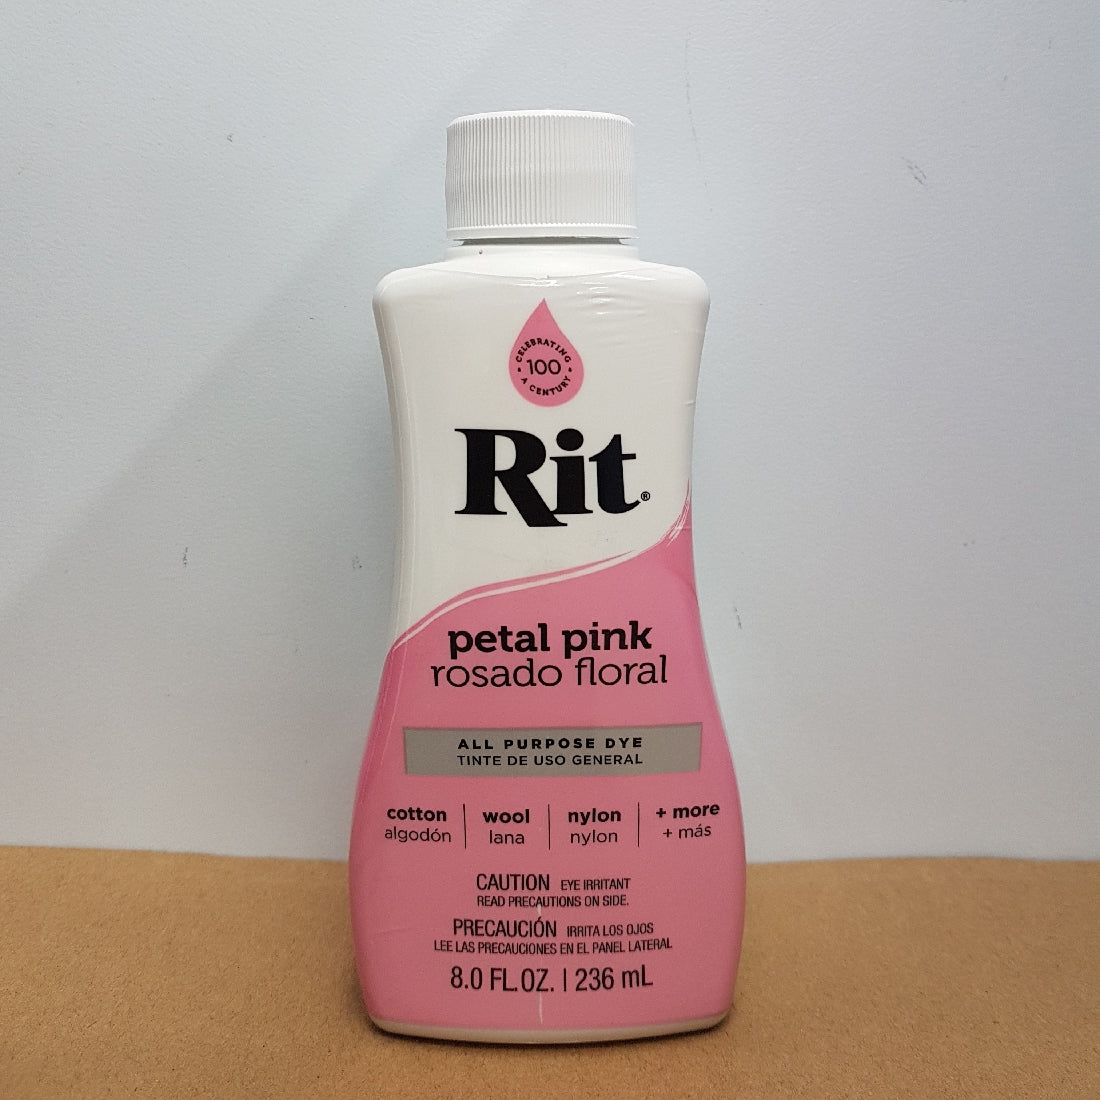 CELEBRATING
100
A CENTURY
Rit®
petal pink
rosado floral
ALL PURPOSE DYE
TINTE DE USO GENERAL
cotton wool nylon + more
algodón lana nylon + más
CAUTION EYE IRRITANT
READ PRECAUTIONS ON SIDE.
PRECAUCIÓN IRRITA LOS OJOS
LEE LAS PRECAUCIONES EN EL PANEL LATERAL
8.0 FL.OZ. | 236 mL